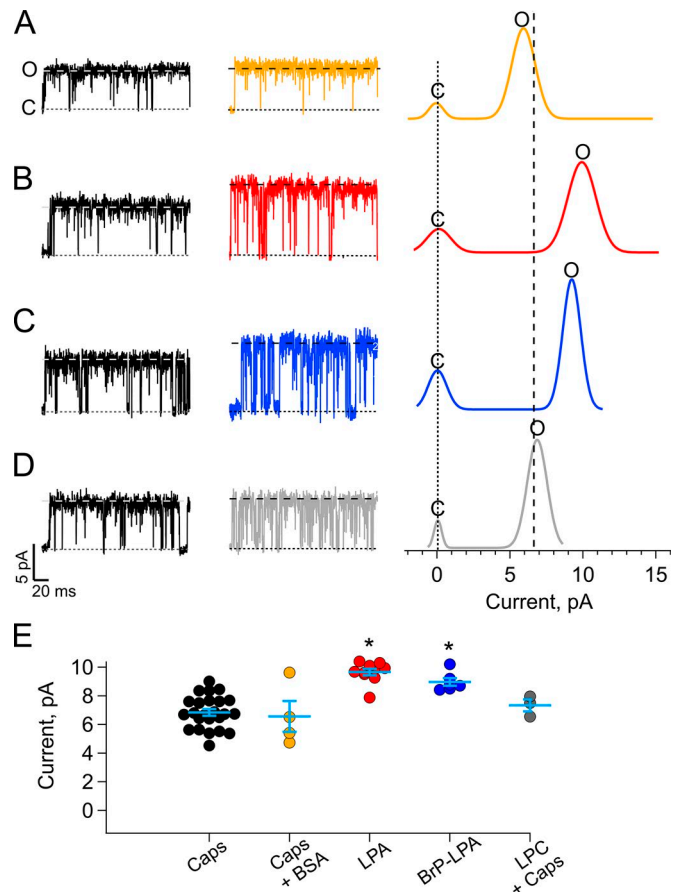 A
O
C
O
C
B
O
C
C
O
C
D
O
C
5 pA
20 ms
0 5 10 15
Current, pA
E
10
8
6
4
2
0
Current, pA
* *
Caps
Caps
+ BSA
LPA
BrP-LPA
LPC
+ Caps